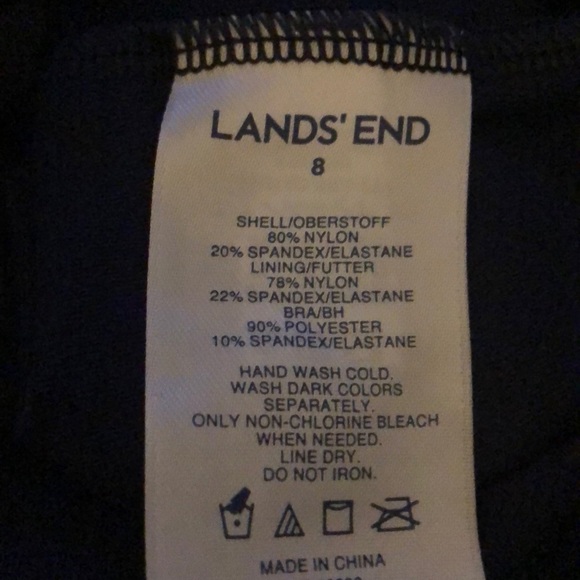 LANDS' END
8
SHELL/OBERSTOFF
80% NYLON
20% SPANDEX/ELASTANE
LINING/FUTTER
78% NYLON
22% SPANDEX/ELASTANE
BRA/BH
90% POLYESTER
10% SPANDEX/ELASTANE
HAND WASH COLD.
WASH DARK COLORS
SEPARATELY.
ONLY NON-CHLORINE BLEACH
WHEN NEEDED.
LINE DRY.
DO NOT IRON.
MADE IN CHINA